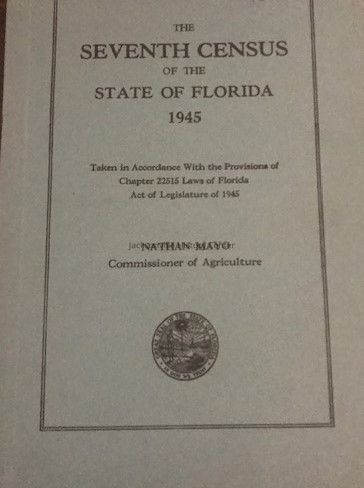 THE
SEVENTH CENSUS
OF THE
STATE OF FLORIDA
1945
Taken in Accordance With the Provisions of
Chapter 22515 Laws of Florida
Act of Legislature of 1945
NATHAN MAYO
Commissioner of Agriculture